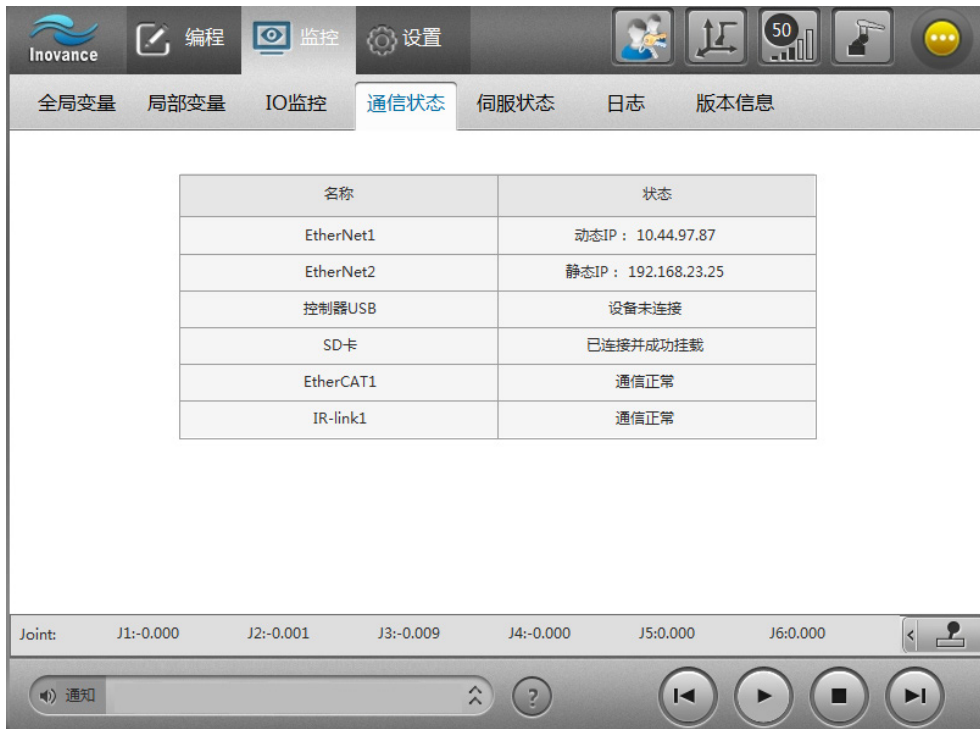 Inovance 编程 监控 设置 50
全局变量 局部变量 IO监控 通信状态 伺服状态 日志 版本信息
名称 状态
EtherNet1 动态IP： 10.44.97.87
EtherNet2 静态IP： 192.168.23.25
控制器USB 设备未连接
SD卡 已连接并成功挂载
EtherCAT1 通信正常
IR-link1 通信正常
Joint: J1:-0.000 J2:-0.001 J3:-0.009 J4:-0.000 J5:0.000 J6:0.000
通知 ?